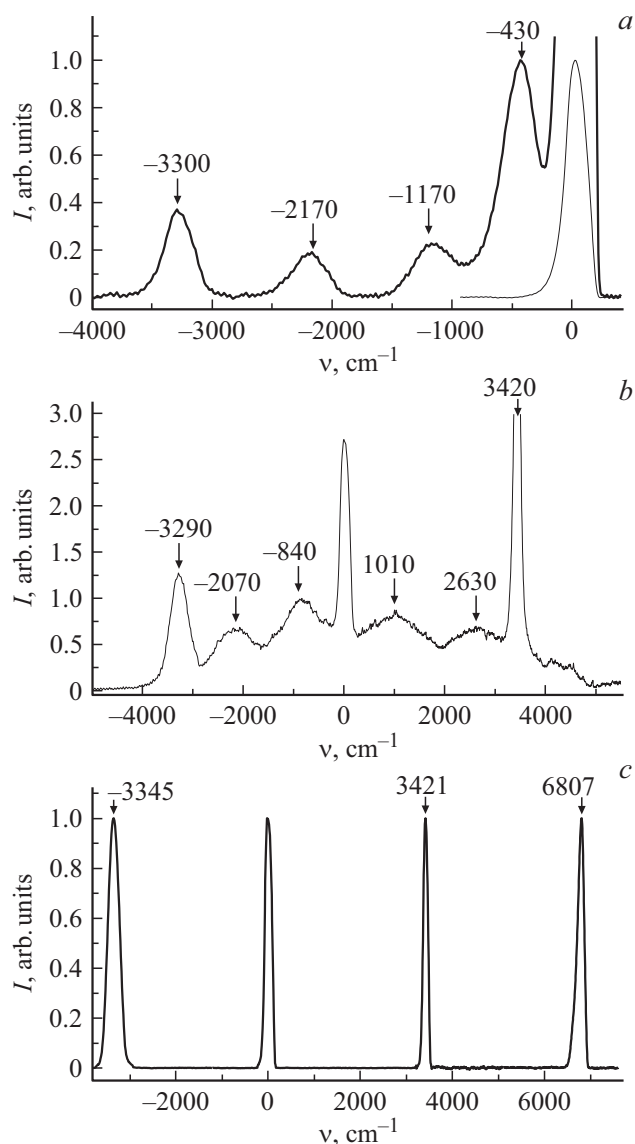 a
−430
1.0
0.8
−3300
0.6
I, arb. units
0.4
−2170
−1170
0.2
0
−4000 −3000 −2000 −1000 0
ν, cm⁻¹
b
3420
3.0
2.5
2.0
−3290
I, arb. units
1.5
−840
−2070
1010
2630
1.0
0.5
0
−4000 −2000 0 2000 4000
ν, cm⁻¹
c
−3345 3421 6807
1.0
0.8
0.6
I, arb. units
0.4
0.2
0
−2000 0 2000 4000 6000
ν, cm⁻¹